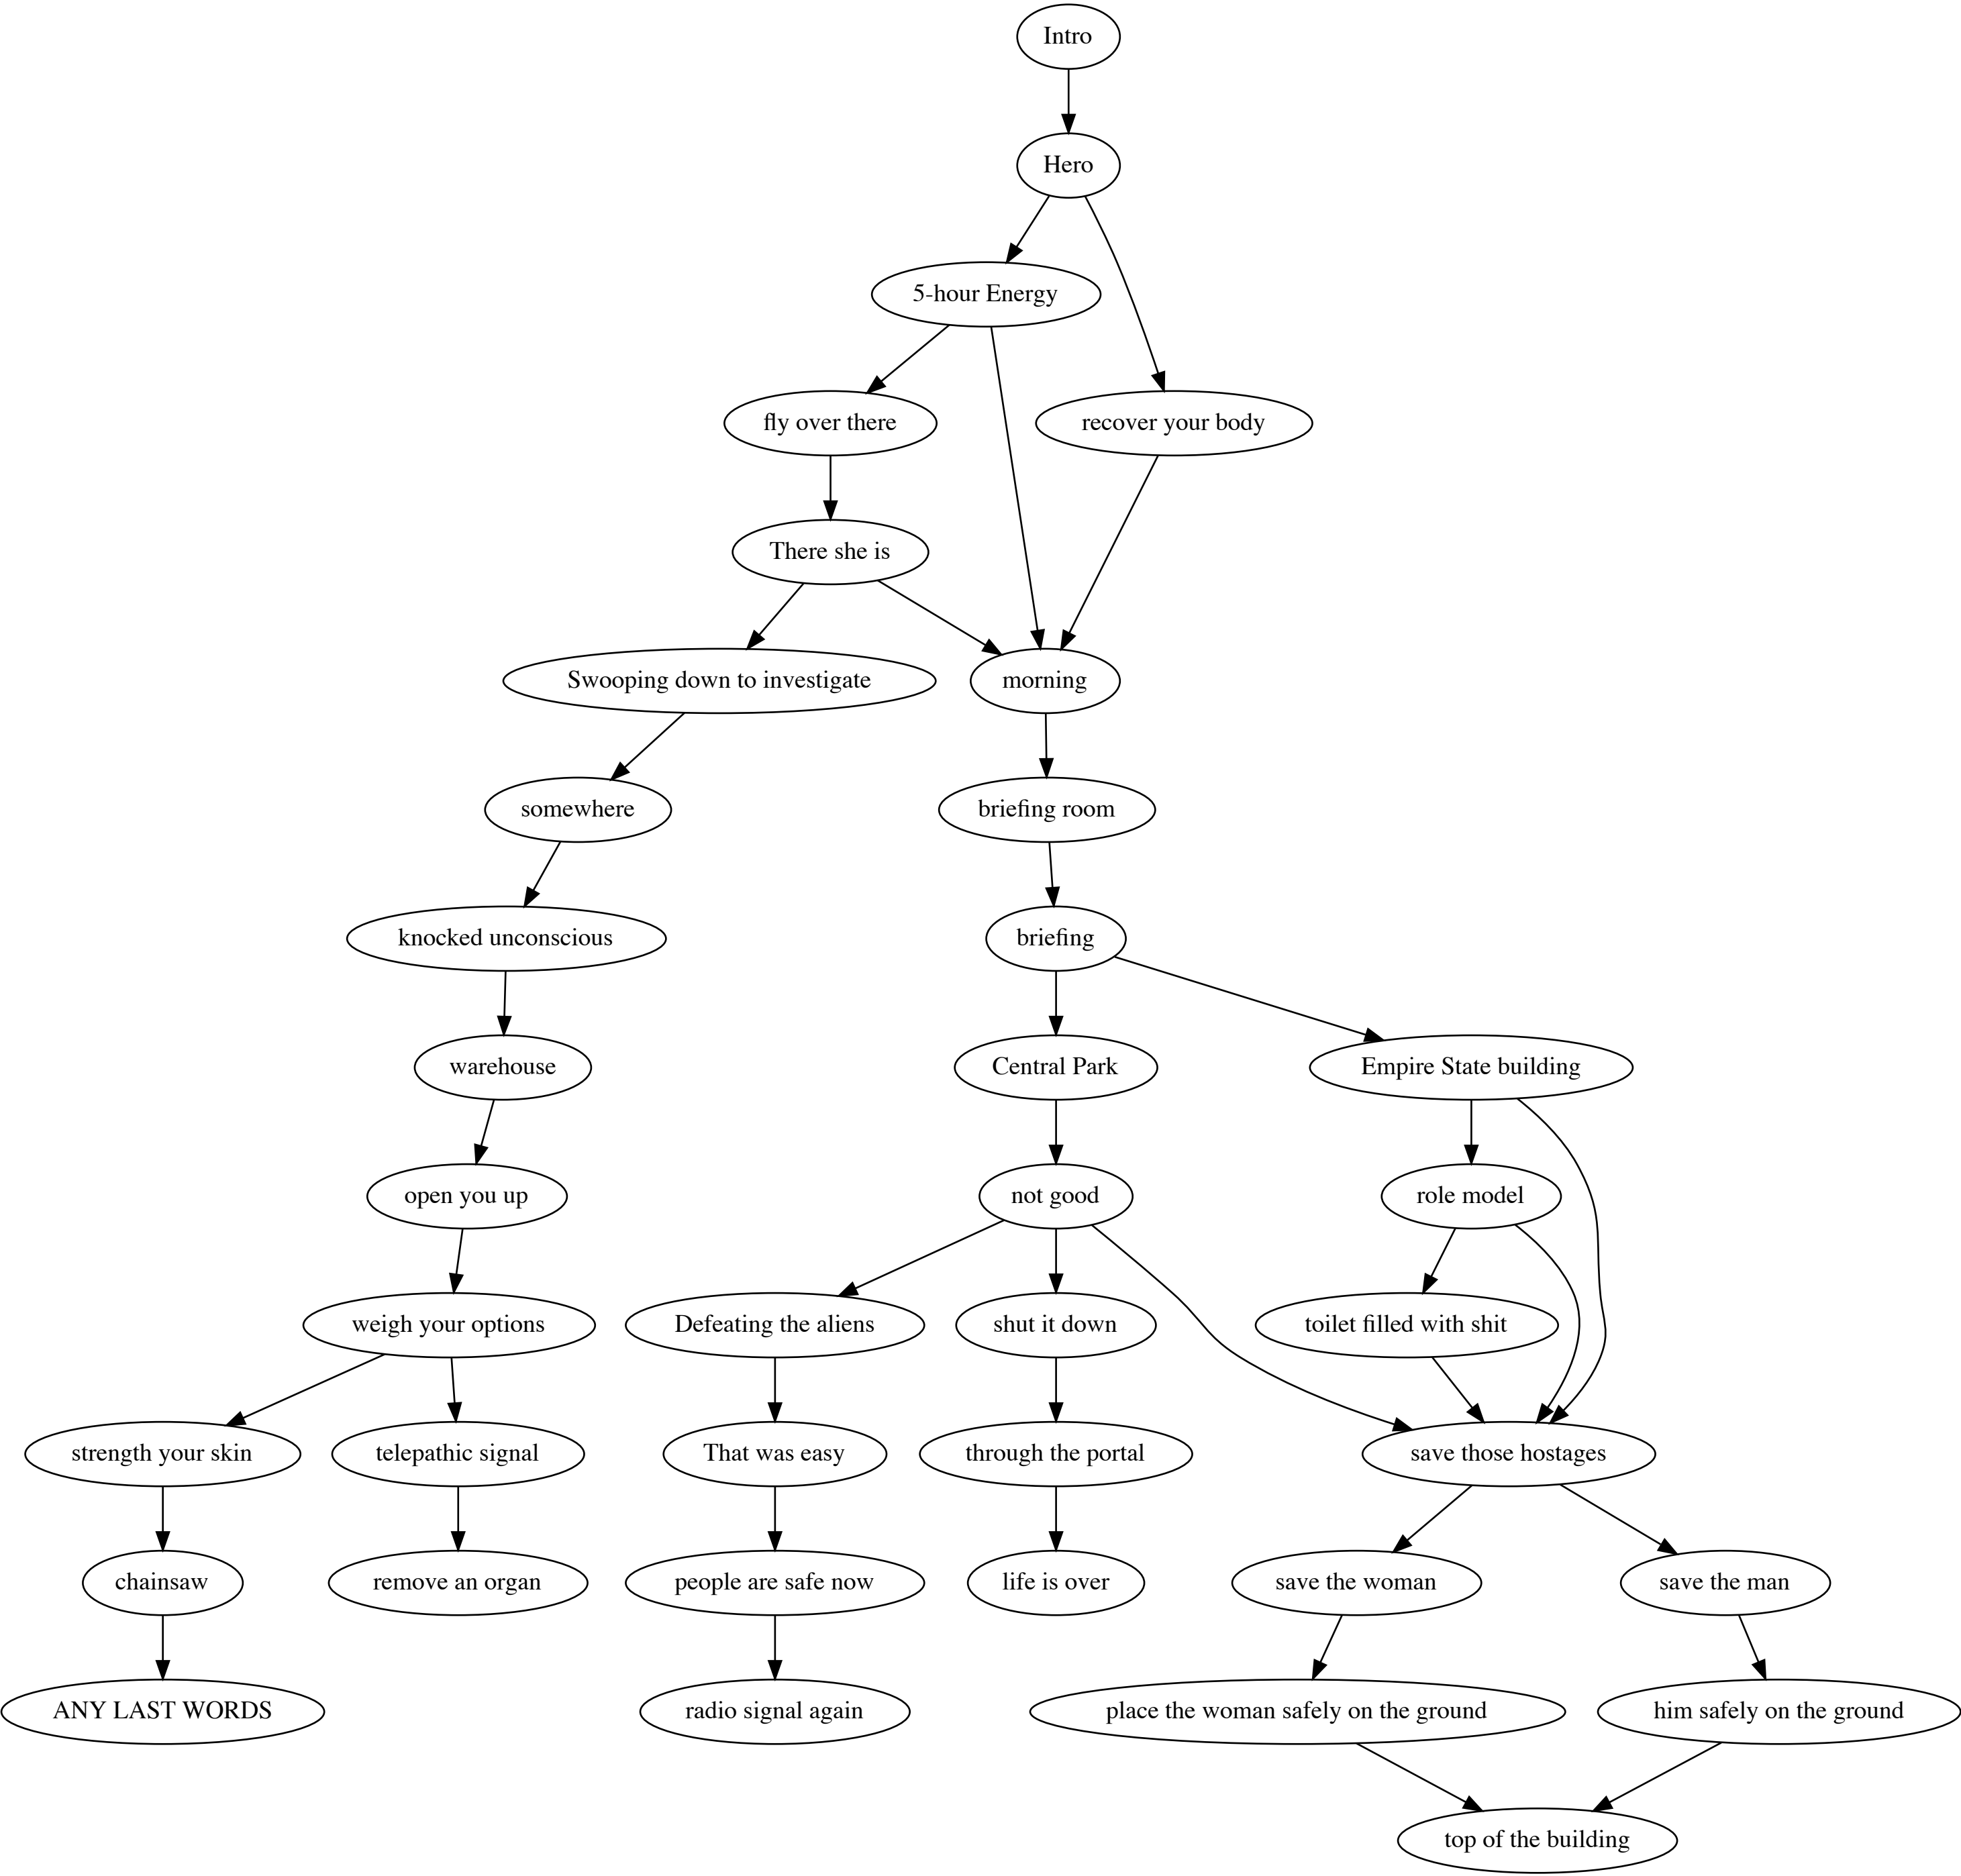 Intro
Hero
5-hour Energy
fly over there
recover your body
There she is
Swooping down to investigate
morning
somewhere
briefing room
knocked unconscious
briefing
warehouse
Central Park
Empire State building
open you up
not good
role model
weigh your options
Defeating the aliens
shut it down
toilet filled with shit
strength your skin
telepathic signal
That was easy
through the portal
save those hostages
chainsaw
remove an organ
people are safe now
life is over
save the woman
save the man
ANY LAST WORDS
radio signal again
place the woman safely on the ground
him safely on the ground
top of the building